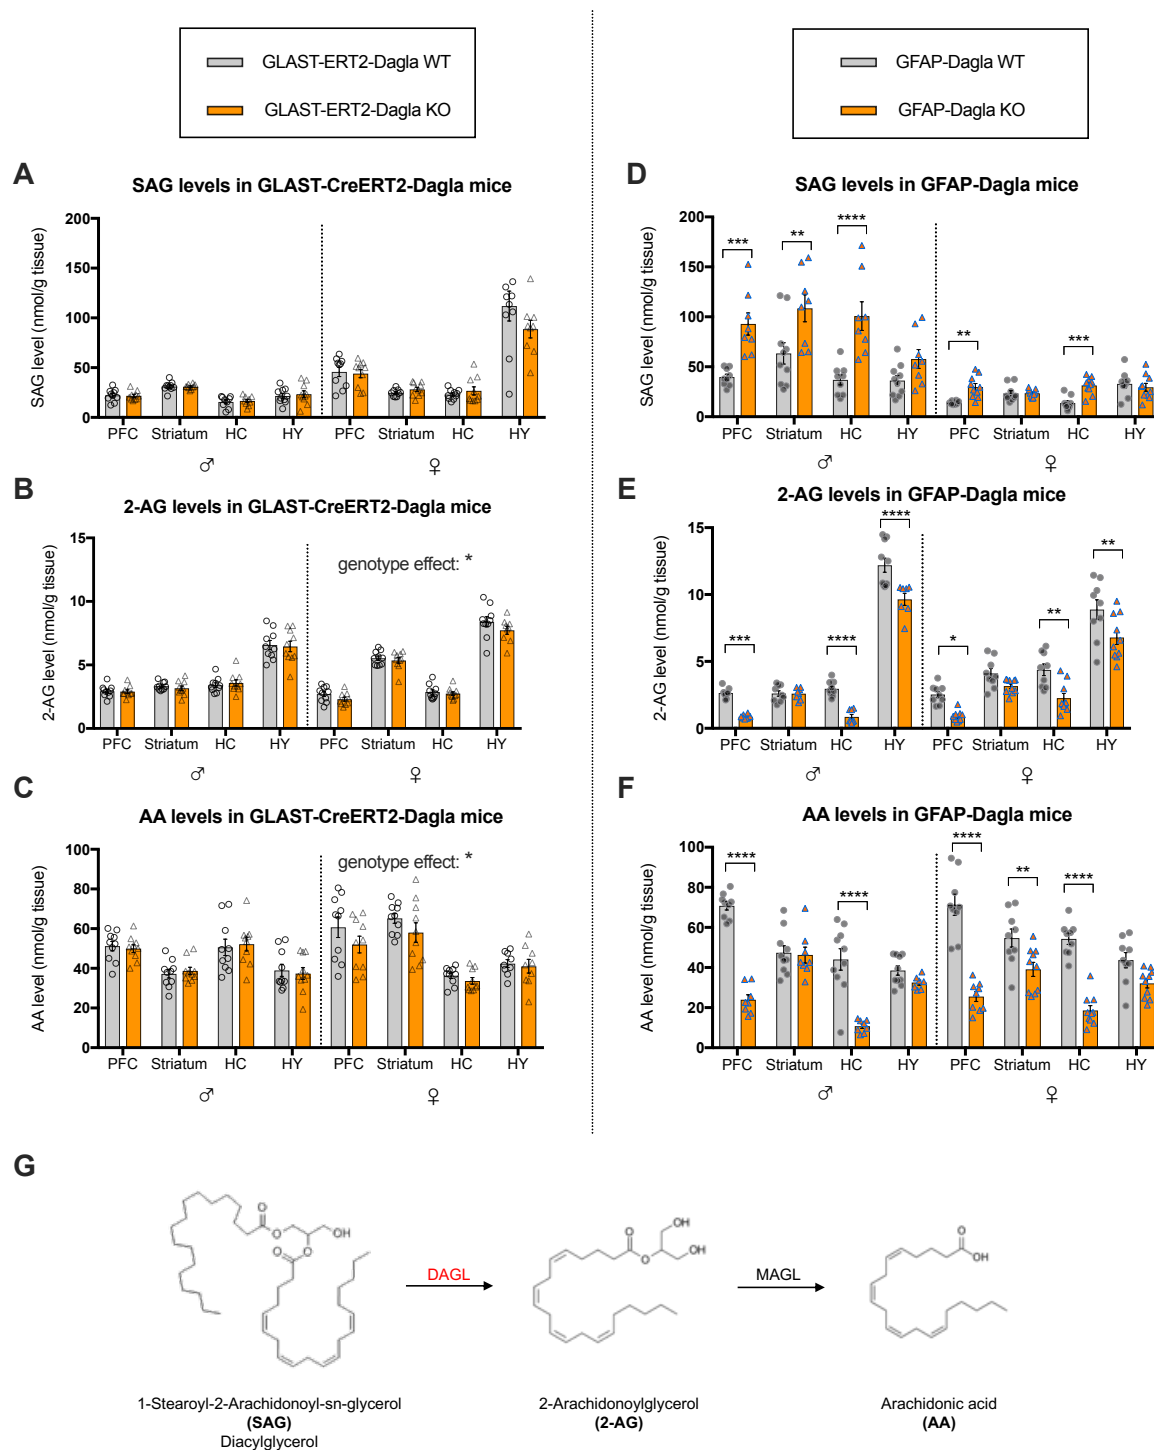 GLAST-ERT2-Dagla WT
GLAST-ERT2-Dagla KO
GFAP-Dagla WT
GFAP-Dagla KO
A
SAG levels in GLAST-CreERT2-Dagla mice
SAG level (nmol/g tissue)
200
150
100
50
0
PFC Striatum HC HY PFC Striatum HC HY
♂ ♀
B
2-AG levels in GLAST-CreERT2-Dagla mice
2-AG level (nmol/g tissue)
15
10
5
0
genotype effect: *
PFC Striatum HC HY PFC Striatum HC HY
♂ ♀
C
AA levels in GLAST-CreERT2-Dagla mice
AA level (nmol/g tissue)
100
80
60
40
20
0
genotype effect: *
PFC Striatum HC HY PFC Striatum HC HY
♂ ♀
D
SAG levels in GFAP-Dagla mice
SAG level (nmol/g tissue)
200
150
100
50
0
*** ** **** ** ***
PFC Striatum HC HY PFC Striatum HC HY
♂ ♀
E
2-AG levels in GFAP-Dagla mice
2-AG level (nmol/g tissue)
15
10
5
0
*** **** **** * ** **
PFC Striatum HC HY PFC Striatum HC HY
♂ ♀
F
AA levels in GFAP-Dagla mice
AA level (nmol/g tissue)
100
80
60
40
20
0
**** **** **** ** ****
PFC Striatum HC HY PFC Striatum HC HY
♂ ♀
G
O
OH
O
O
O
DAGL
O
O
OH
OH
MAGL
O
OH
1-Stearoyl-2-Arachidonoyl-sn-glycerol
(SAG)
Diacylglycerol
2-Arachidonoylglycerol
(2-AG)
Arachidonic acid
(AA)